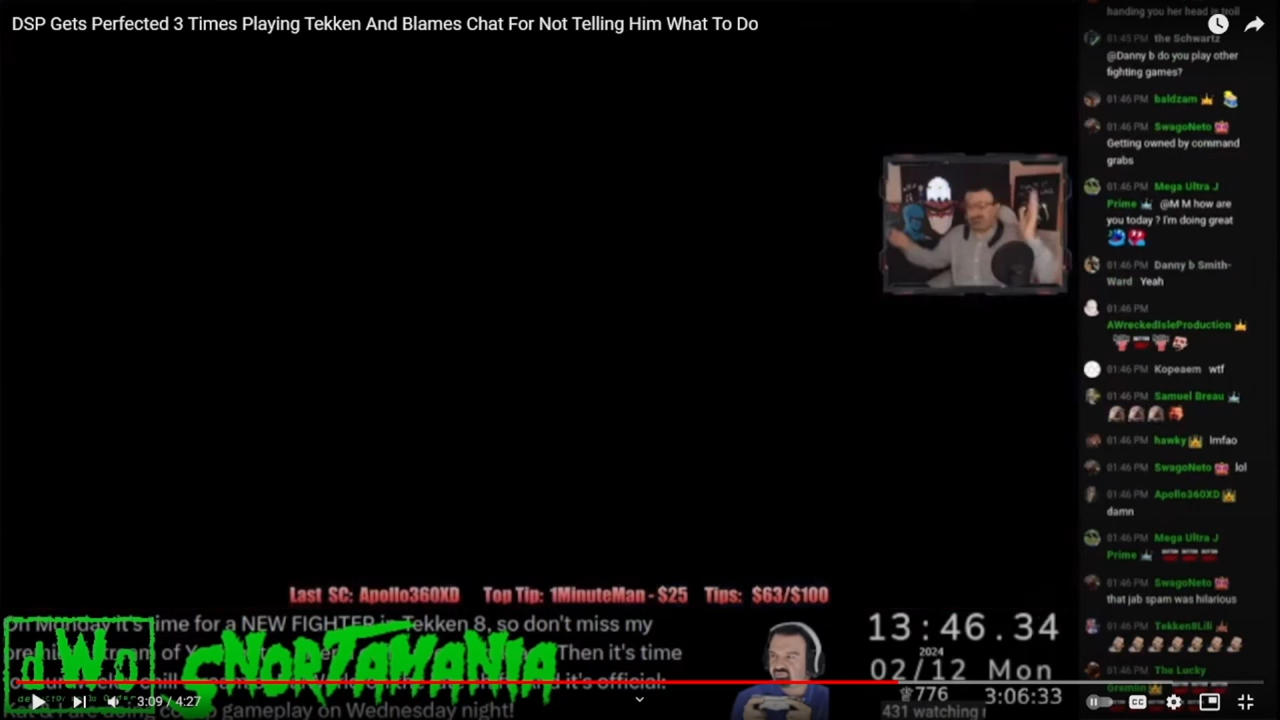 DSP Gets Perfected 3 Times Playing Tekken And Blames Chat For Not Telling Him What To Do
handing you her head is troll
01:45 PM the Schwartz
@Danny b do you play other
fighting games?
01:46 PM baldzam
01:46 PM SwagoNeto
Getting owned by command
grabs
01:46 PM Mega Ultra J
Prime @M M how are
you today ? I'm doing great
01:46 PM Danny b Smith-
Ward Yeah
01:46 PM
AWreckedIsleProduction
01:46 PM Kopeaem wtf
01:46 PM Samuel Breau
01:46 PM hawky lmfao
01:46 PM SwagoNeto lol
01:46 PM Apollo360XD
damn
01:46 PM Mega Ultra J
Prime
01:46 PM SwagoNeto
that jab spam was hilarious
01:46 PM Tekken8Lili
01:46 PM The Lucky
Gremlin
Last SC: Apollo360XD Top Tip: 1MinuteMan - $25 Tips: $63/$100
On Monday it's time for a NEW FIGHTER in Tekken 8, so don't miss my
Then it's time
it's official:
gameplay on Wednesday night!
dWo
SNORTAMANIA
13:46.34
2024
02/12 Mon
776
3:06:33
431 watching
3:09 / 4:27
CC